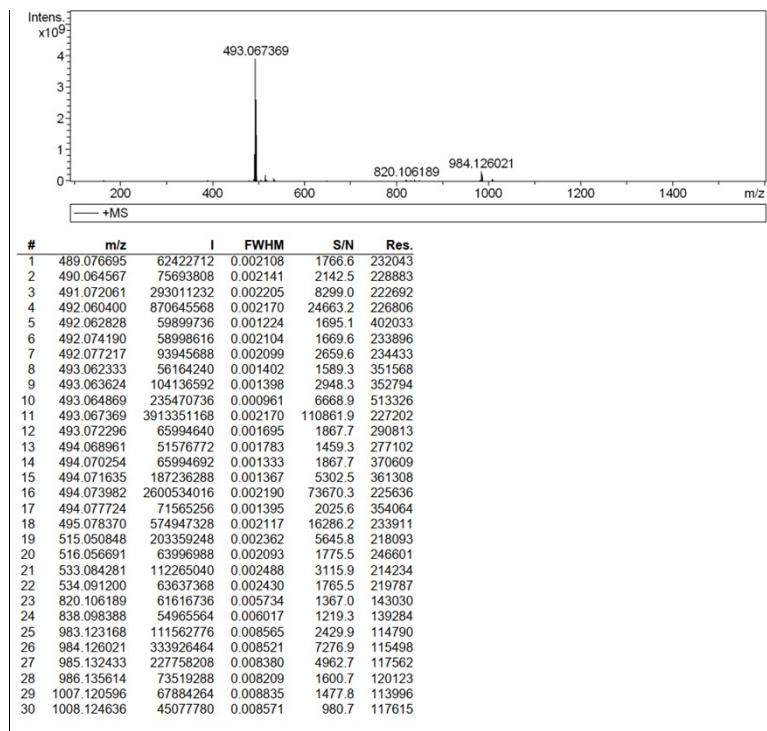 Intens.
x10⁹
493.067369
4
3
2
820.106189 984.126021
1
0
200 400 600 800 1000 1200 1400 m/z
+MS
# m/z I FWHM S/N Res.
1 489.076695 62422712 0.002108 1766.6 232043
2 490.064567 75693808 0.002141 2142.5 228883
3 491.072061 293011232 0.002205 8299.0 222692
4 492.060400 870645568 0.002170 24663.2 226806
5 492.062828 59899736 0.001224 1695.1 402033
6 492.074190 58998616 0.002104 1669.6 233896
7 492.077217 93945688 0.002099 2659.6 234433
8 493.062333 56164240 0.001402 1589.3 351568
9 493.063624 104136592 0.001398 2948.3 352794
10 493.064869 235470736 0.000961 6668.9 513326
11 493.067369 3913351168 0.002170 110861.9 227202
12 493.072296 65994640 0.001695 1867.7 290813
13 494.068961 51576772 0.001783 1459.3 277102
14 494.070254 65994692 0.001333 1867.7 370609
15 494.071635 187236288 0.001367 5302.5 361308
16 494.073982 2600534016 0.002190 73670.3 225636
17 494.077724 71565256 0.001395 2025.6 354064
18 495.078370 574947328 0.002117 16286.2 233911
19 515.050848 203359248 0.002362 5645.8 218093
20 516.056691 63996988 0.002093 1775.5 246601
21 533.084281 112265040 0.002488 3115.9 214234
22 534.091200 63637368 0.002430 1765.5 219787
23 820.106189 61616736 0.005734 1367.0 143030
24 838.098388 54965564 0.006017 1219.3 139284
25 983.123168 111562776 0.008565 2429.9 114790
26 984.126021 333926464 0.008521 7276.9 115498
27 985.132433 227758208 0.008380 4962.7 117562
28 986.135614 73519288 0.008209 1600.7 120123
29 1007.120596 67884264 0.008835 1477.8 113996
30 1008.124636 45077780 0.008571 980.7 117615